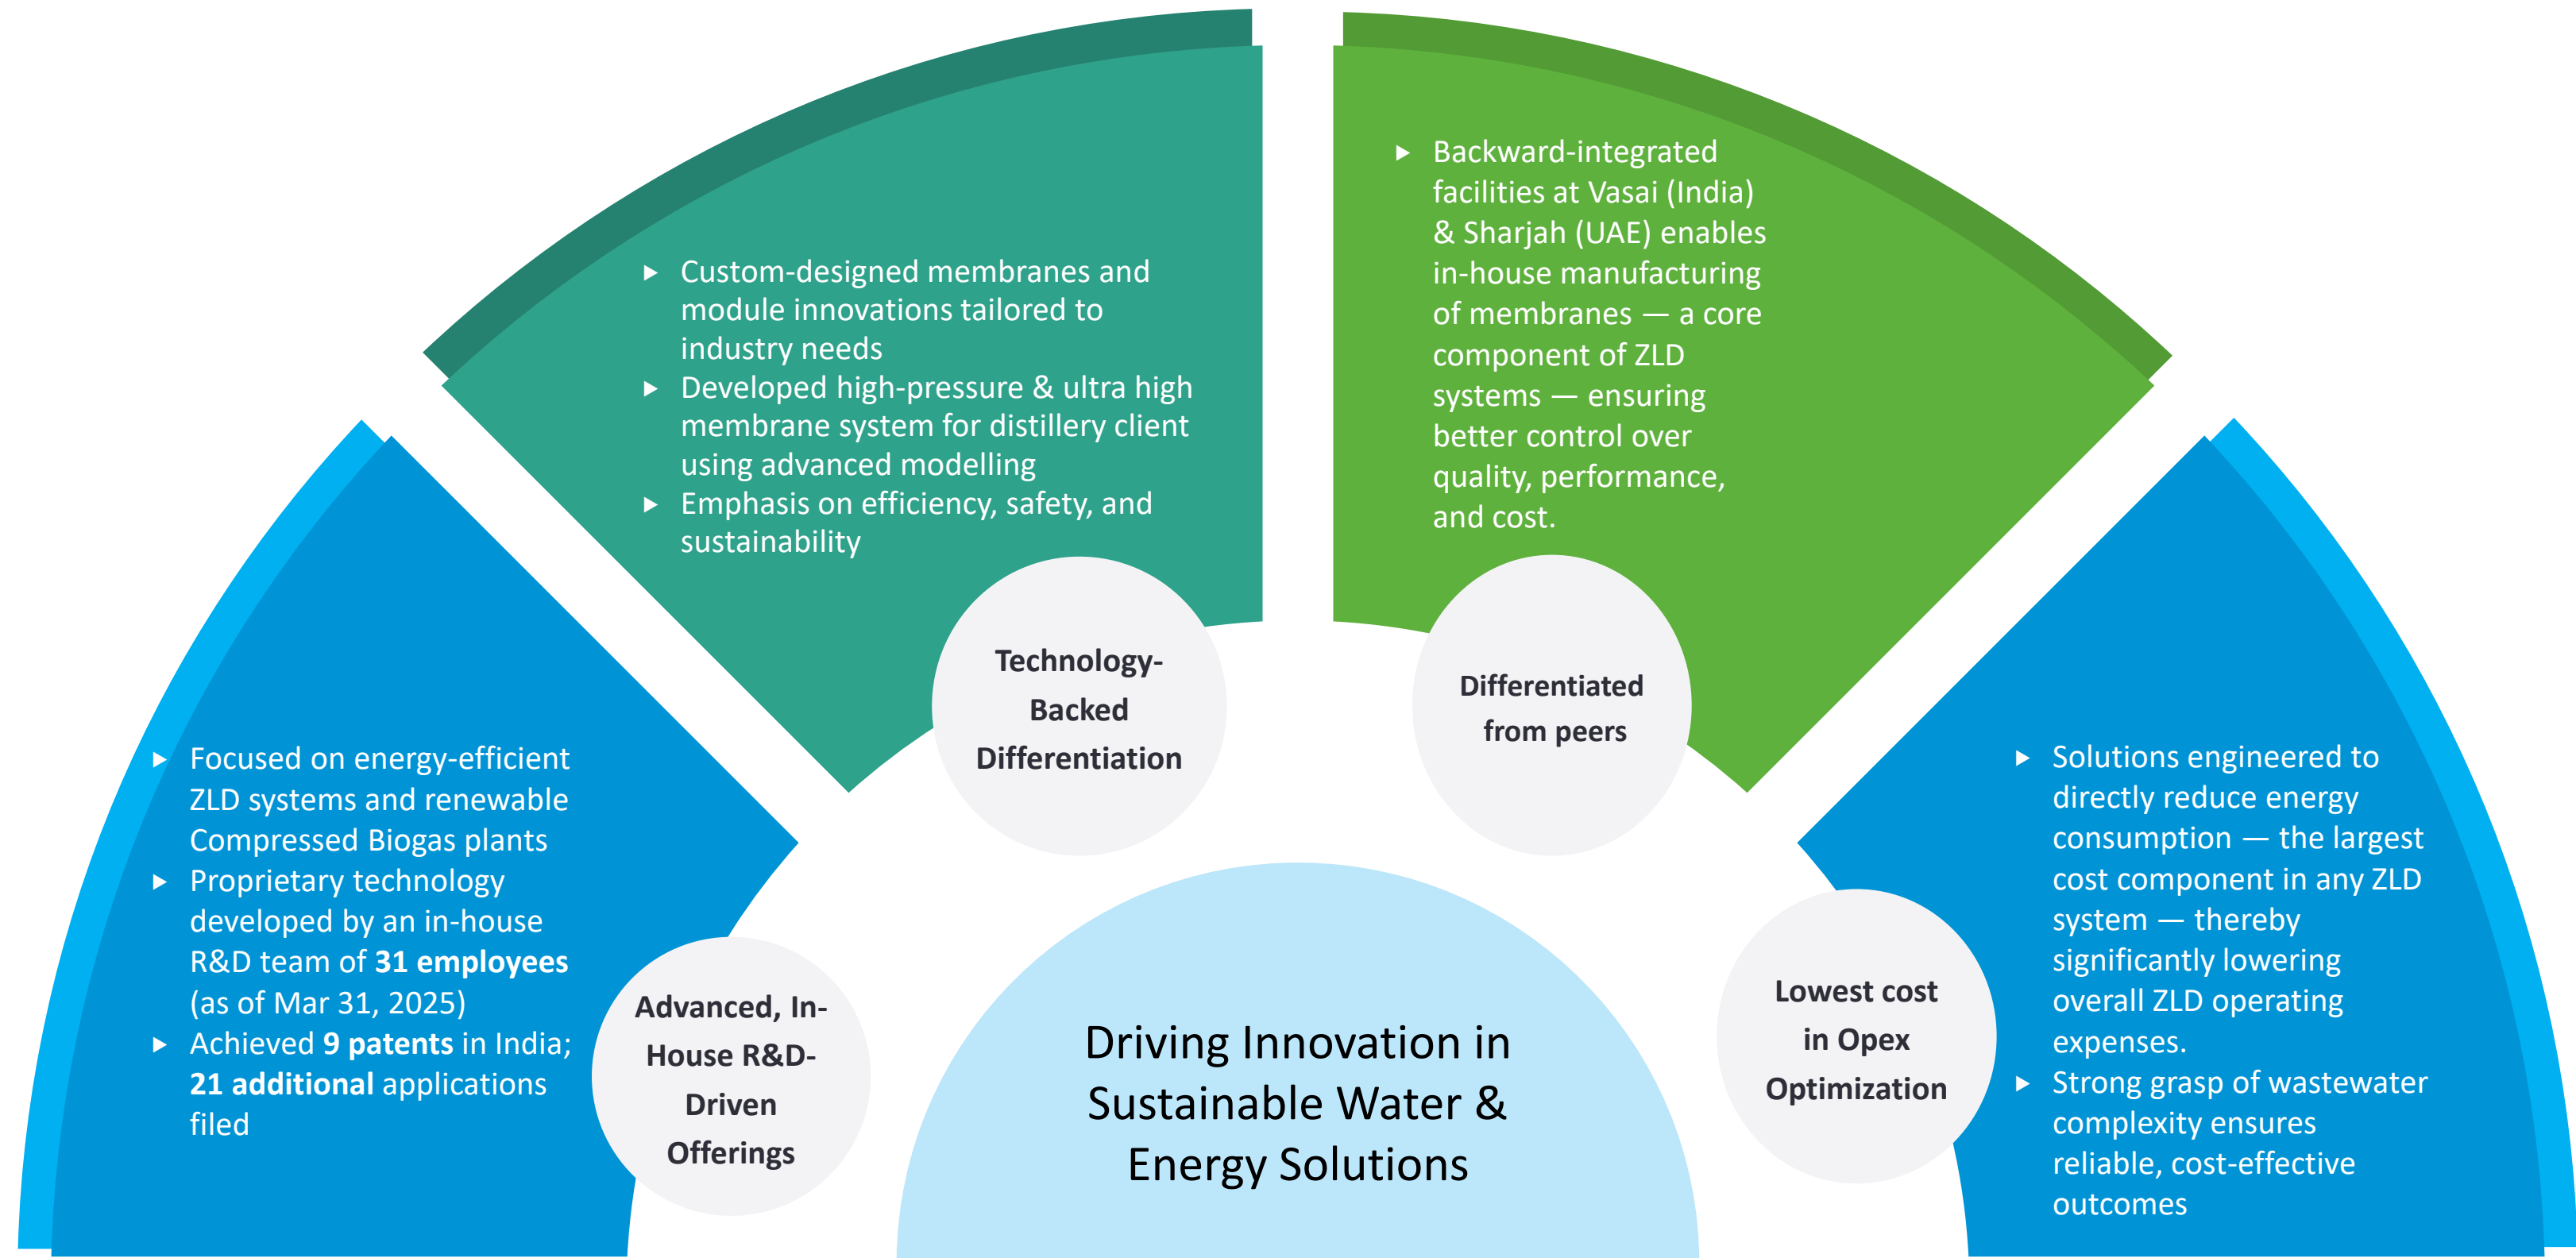 Focused on energy-efficient
ZLD systems and renewable
Compressed Biogas plants
Proprietary technology
developed by an in-house
R&D team of 31 employees
(as of Mar 31, 2025)
Achieved 9 patents in India;
21 additional applications
filed
Advanced, In-
House R&D-
Driven
Offerings
Custom-designed membranes and
module innovations tailored to
industry needs
Developed high-pressure & ultra high
membrane system for distillery client
using advanced modelling
Emphasis on efficiency, safety, and
sustainability
Technology-
Backed
Differentiation
Backward-integrated
facilities at Vasai (India)
& Sharjah (UAE) enables
in-house manufacturing
of membranes — a core
component of ZLD
systems — ensuring
better control over
quality, performance,
and cost.
Differentiated
from peers
Solutions engineered to
directly reduce energy
consumption — the largest
cost component in any ZLD
system — thereby
significantly lowering
overall ZLD operating
expenses.
Strong grasp of wastewater
complexity ensures
reliable, cost-effective
outcomes
Lowest cost
in Opex
Optimization
Driving Innovation in
Sustainable Water &
Energy Solutions